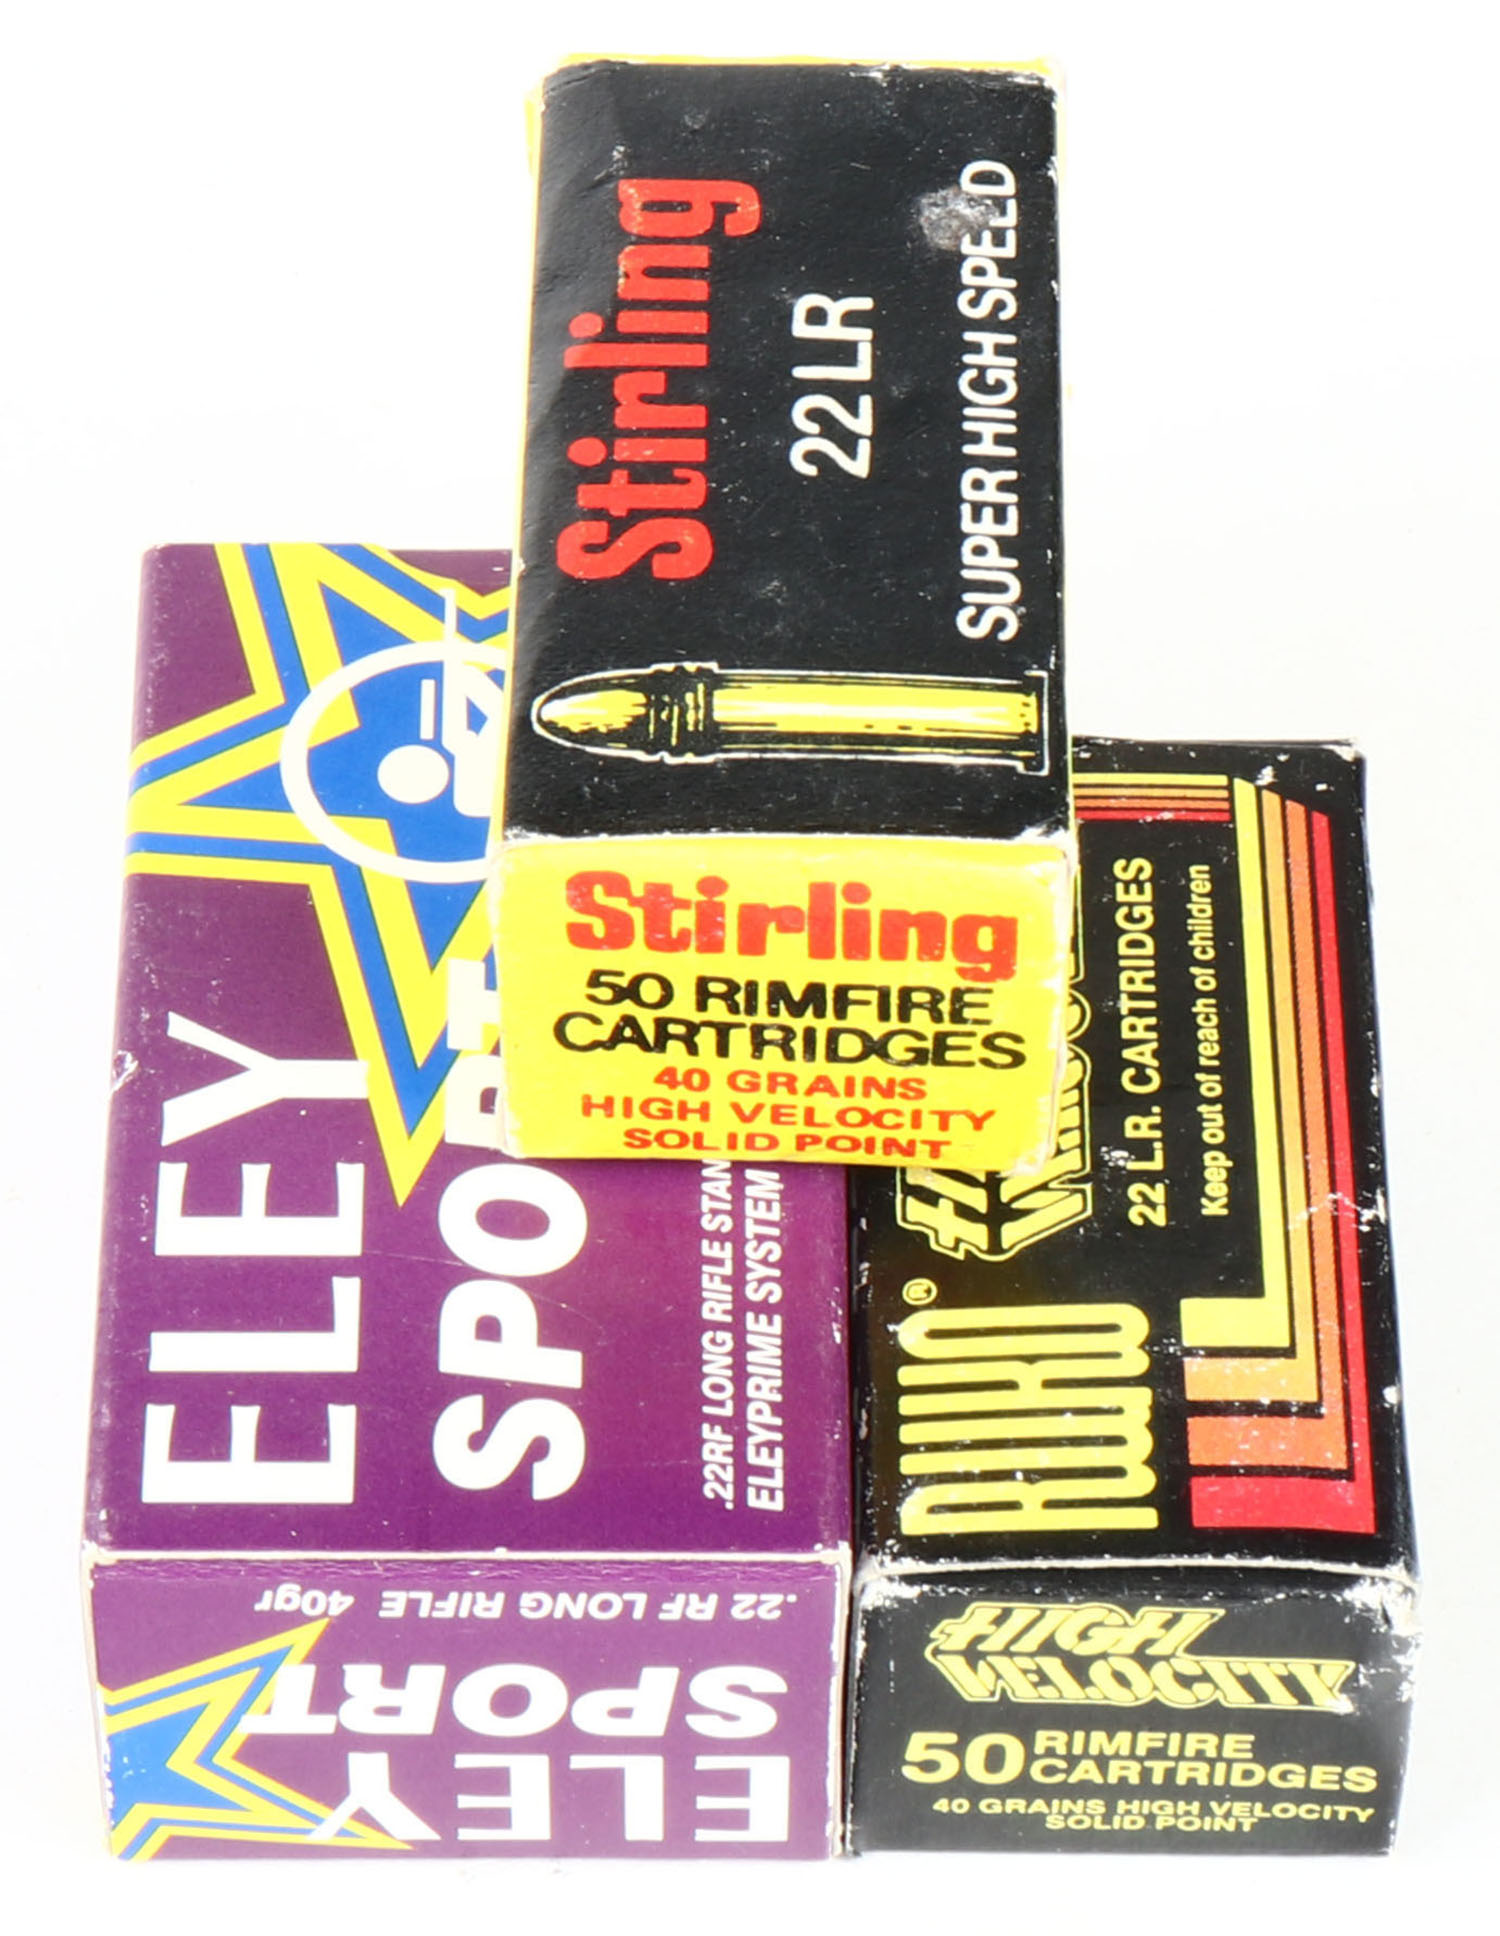 Stirling
22 LR
SUPER HIGH SPEED
Stirling
50 RIMFIRE
CARTRIDGES
40 GRAINS
HIGH VELOCITY
SOLID POINT
ELEY
SPORT
.22RF LONG RIFLE
ELEYPRIME SYSTEM
.22 RF LONG RIFLE 40gr
SPORT
ELEY
22 L.R. CARTRIDGES
Keep out of reach of children
HIGH
VELOCITY
50 RIMFIRE
CARTRIDGES
40 GRAINS HIGH VELOCITY
SOLID POINT